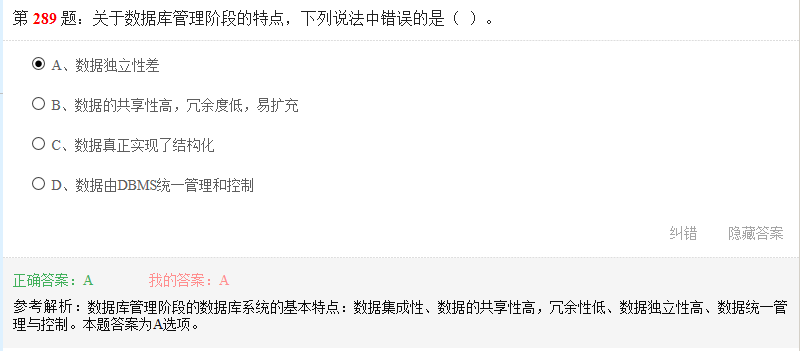 第 289 题：关于数据库管理阶段的特点，下列说法中错误的是（ ）。
A、数据独立性差
B、数据的共享性高，冗余度低，易扩充
C、数据真正实现了结构化
D、数据由DBMS统一管理和控制
纠错 隐藏答案
正确答案：A 我的答案：A
参考解析：数据库管理阶段的数据库系统的基本特点：数据集成性、数据的共享性高，冗余性低、数据独立性高、数据统一管
理与控制。本题答案为A选项。